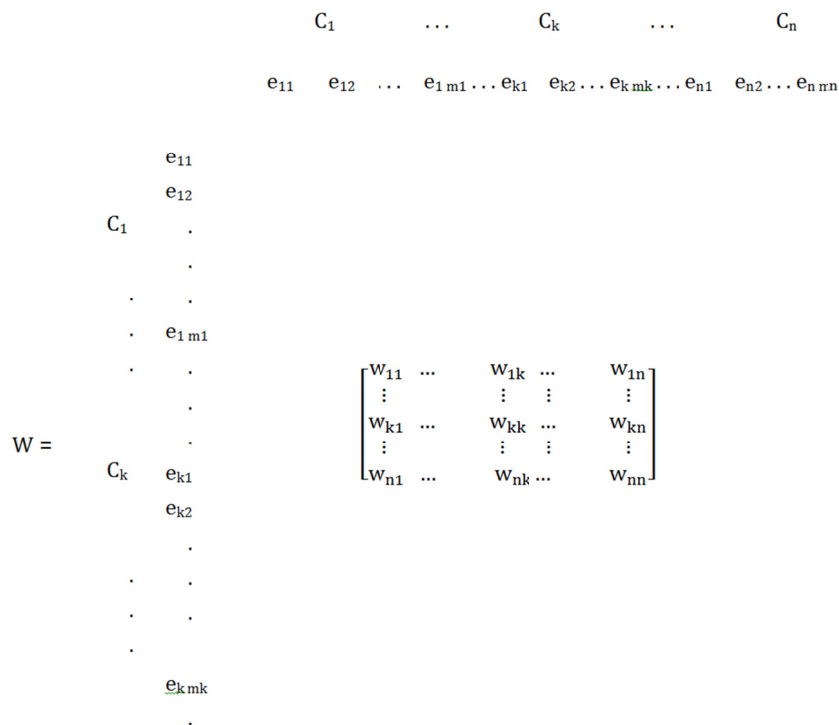 C₁ ... Cₖ ... Cₙ
e₁₁ e₁₂ ... e₁ ₘ₁ ... eₖ₁ eₖ₂ ... eₖ ₘₖ ... eₙ₁ eₙ₂ ... eₙ ₘₙ
e₁₁
e₁₂
C₁ .
.
. .
. e₁ ₘ₁
. . [w₁₁ ... w₁ₖ ... w₁ₙ]
. ⋮ ⋮ ⋮ ⋮
. wₖ₁ ... wₖₖ ... wₖₙ
W =
⋮ ⋮ ⋮ ⋮
Cₖ eₖ₁ wₙ₁ ... wₙₖ ... wₙₙ
eₖ₂
.
. .
. .
.
eₖ ₘₖ
.